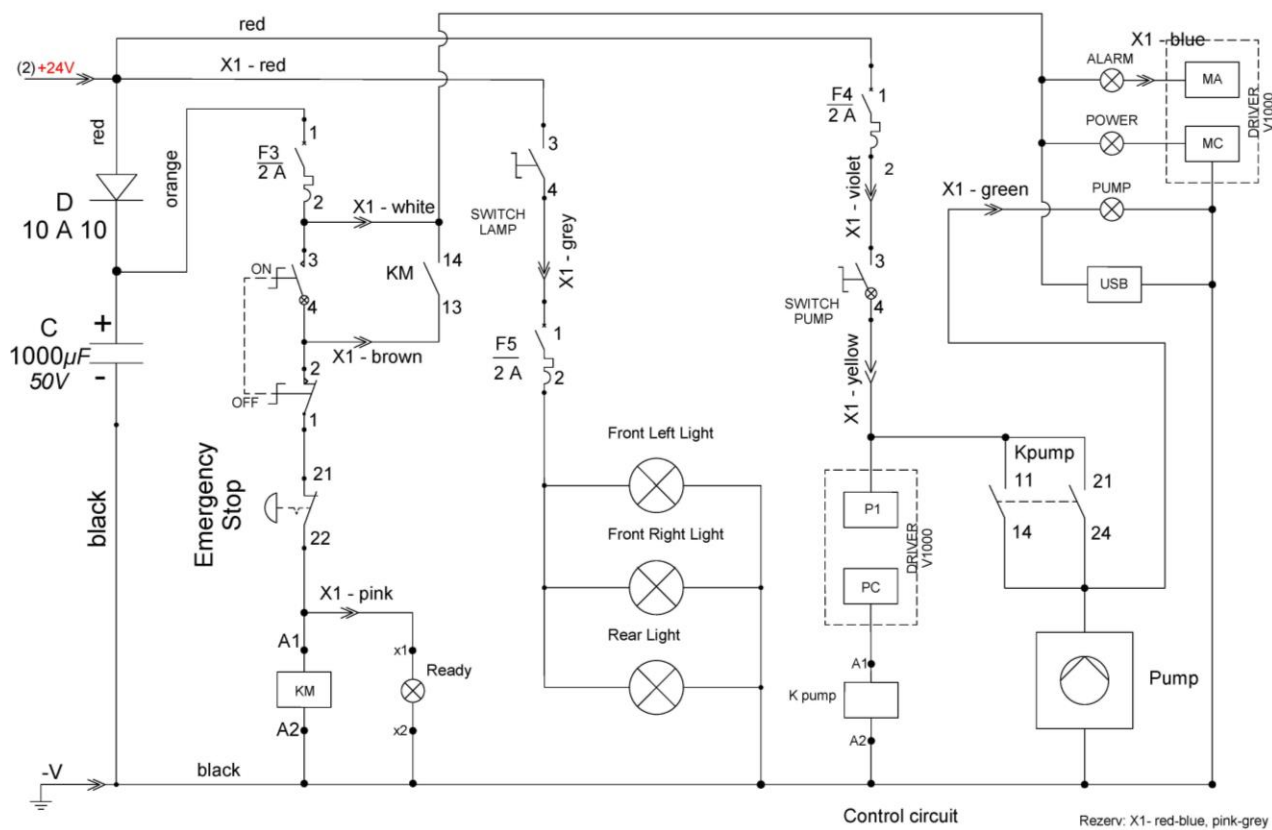 red
X1 - blue
(2) +24V
X1 - red
ALARM
MA
DRIVER
V1000
F4
2 A
1
2
POWER
MC
red
orange
1
F3
2 A
2
3
4
SWITCH
LAMP
X1 - grey
X1 - violet
X1 - green
PUMP
D
10 A 10
X1 - white
ON
3
4
KM
14
13
3
4
SWITCH
PUMP
USB
C
+
1000µF
50V
-
X1 - brown
2
OFF
1
F5
2 A
1
2
X1 - yellow
Emergency
Stop
21
22
black
Front Left Light
Front Right Light
Rear Light
Kpump
11
14
21
24
P1
PC
DRIVER
V1000
X1 - pink
A1
KM
A2
x1
Ready
x2
A1
K pump
A2
Pump
-V
black
Control circuit
Rezerv: X1- red-blue, pink-grey